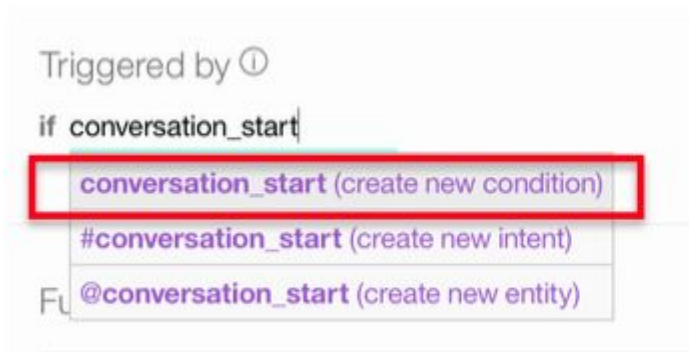 Triggered by ⓘ
if conversation_start
conversation_start (create new condition)
#conversation_start (create new intent)
@conversation_start (create new entity)